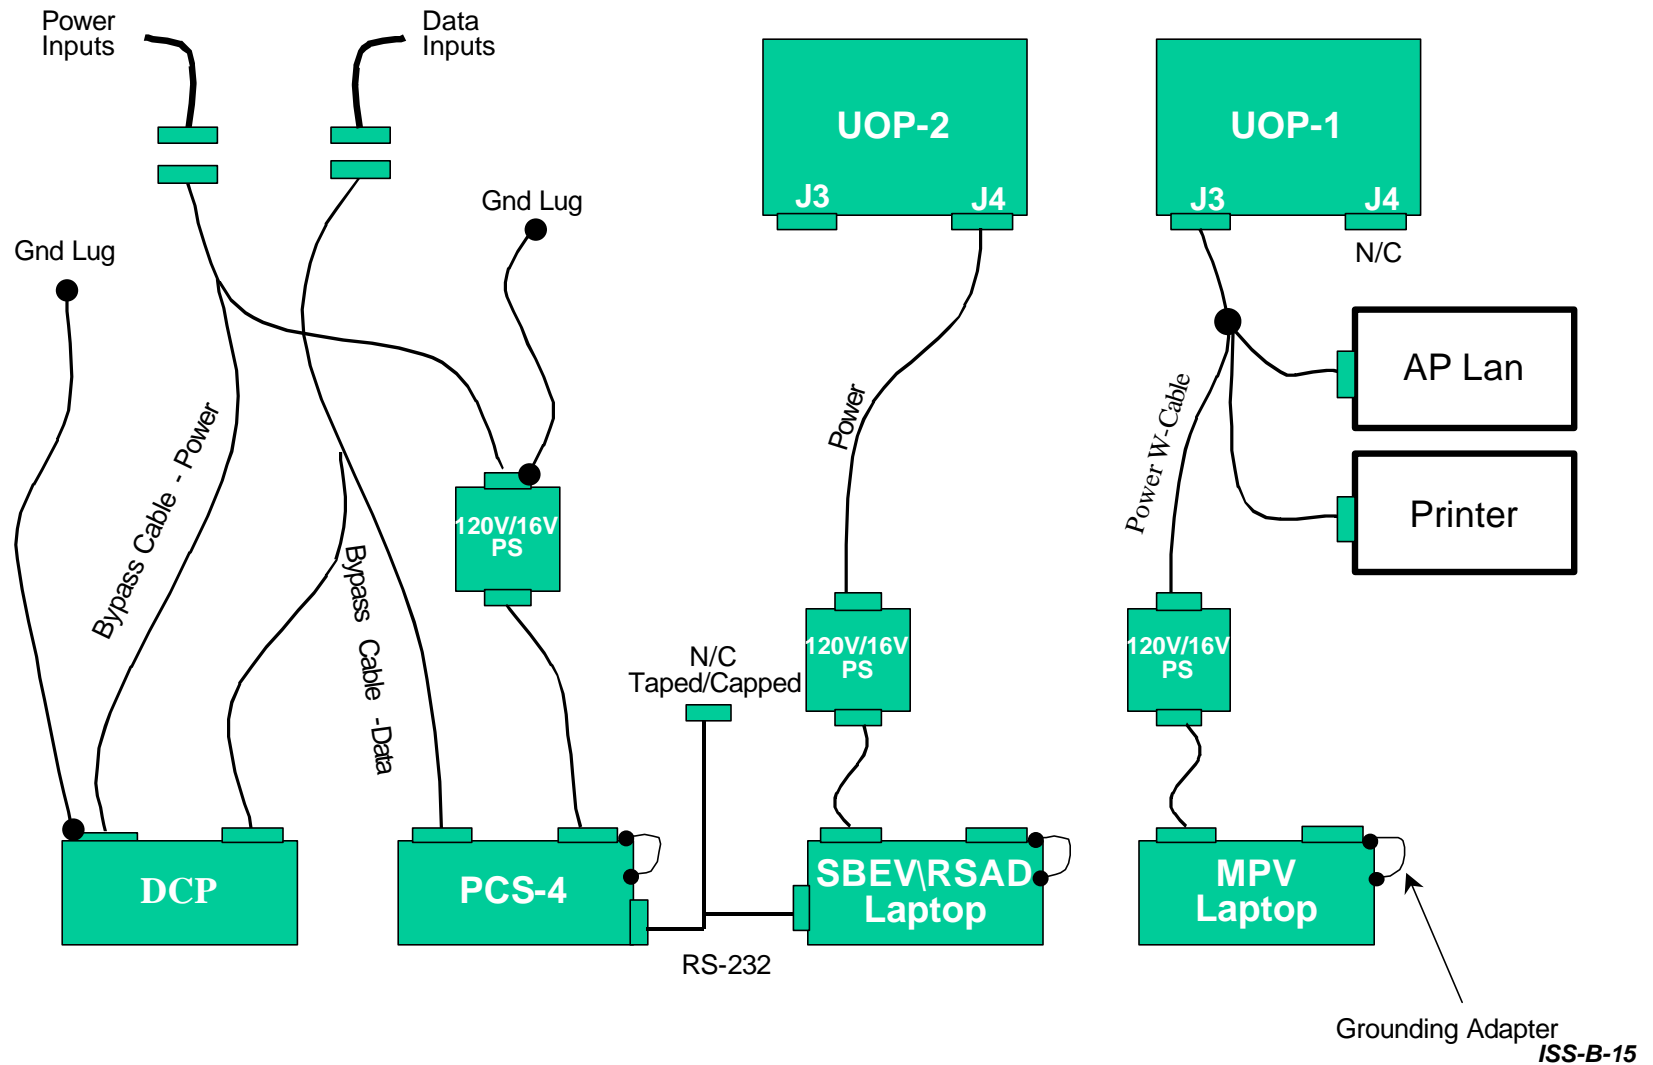 Power
Inputs
Data
Inputs
UOP-2
J3
J4
UOP-1
J3
J4
N/C
Gnd Lug
Gnd Lug
AP Lan
Printer
Power
Power W-Cable
Bypass Cable - Power
Bypass Cable -Data
120V/16V
PS
120V/16V
PS
120V/16V
PS
N/C
Taped/Capped
DCP
PCS-4
SBEV\RSAD
Laptop
MPV
Laptop
RS-232
Grounding Adapter
ISS-B-15